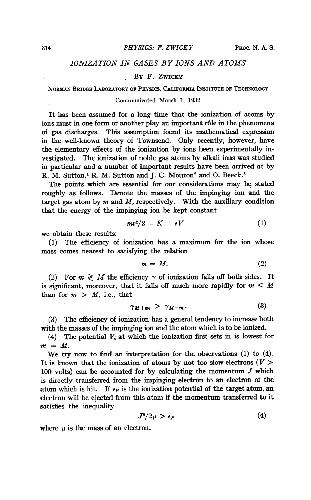 314 PHYSICS: F. ZWICKY PROC. N. A. S.
IONIZATION IN GASES BY IONS AND ATOMS
BY F. ZWICKY
NORMAN BRIDGE LABORATORY OF PHYSICS, CALIFORNIA INSTITUTE OF TECHNOLOGY
Communicated March 1, 1932
It has been assumed for a long time that the ionization of atoms by
ions must in one form or another play an important rôle in the phenomena
of gas discharges. This assumption found its mathematical expression
in the well-known theory of Townsend. Only recently, however, have
the elementary effects of the ionization by ions been experimentally in-
vestigated. The ionization of noble gas atoms by alkali ions was studied
in particular and a number of important results have been arrived at by
R. M. Sutton,¹ R. M. Sutton and J. C. Mouzon² and O. Beeck.³
The points which are essential for our considerations may be stated
roughly as follows. Denote the masses of the impinging ion and the
target gas atom by m and M, respectively. With the auxiliary condition
that the energy of the impinging ion be kept constant
mv²/2 = K = eV (1)
we obtain these results:
(1) The efficiency of ionization has a maximum for the ion whose
mass comes nearest to satisfying the relation
m = M. (2)
(2) For m ≷ M the efficiency γ of ionization falls off both sides. It
is significant, moreover, that it falls off much more rapidly for m < M
than for m > M, i.e., that
(3)
(3) The efficiency of ionization has a general tendency to increase both
with the masses of the impinging ion and the atom which is to be ionized.
(4) The potential Vᵢ at which the ionization first sets in is lowest for
m = M.
We try now to find an interpretation for the observations (1) to (4).
It is known that the ionization of atoms by not too slow electrons (V >
100 volts) can be accounted for by calculating the momentum J which
is directly transferred from the impinging electron to an electron of the
atom which is hit. If is the ionization potential of the target atom, an
electron will be ejected from this atom if the momentum transferred to it
satisfies the inequality
J²/2μ > (4)
where μ is the mass of an electron.